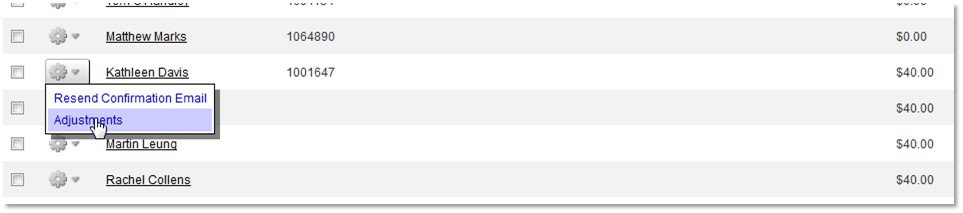 Matthew Marks 1064890 $0.00
Kathleen Davis 1001647 $40.00
Resend Confirmation Email
Adjustments $40.00
Martin Leung $40.00
Rachel Collens $40.00